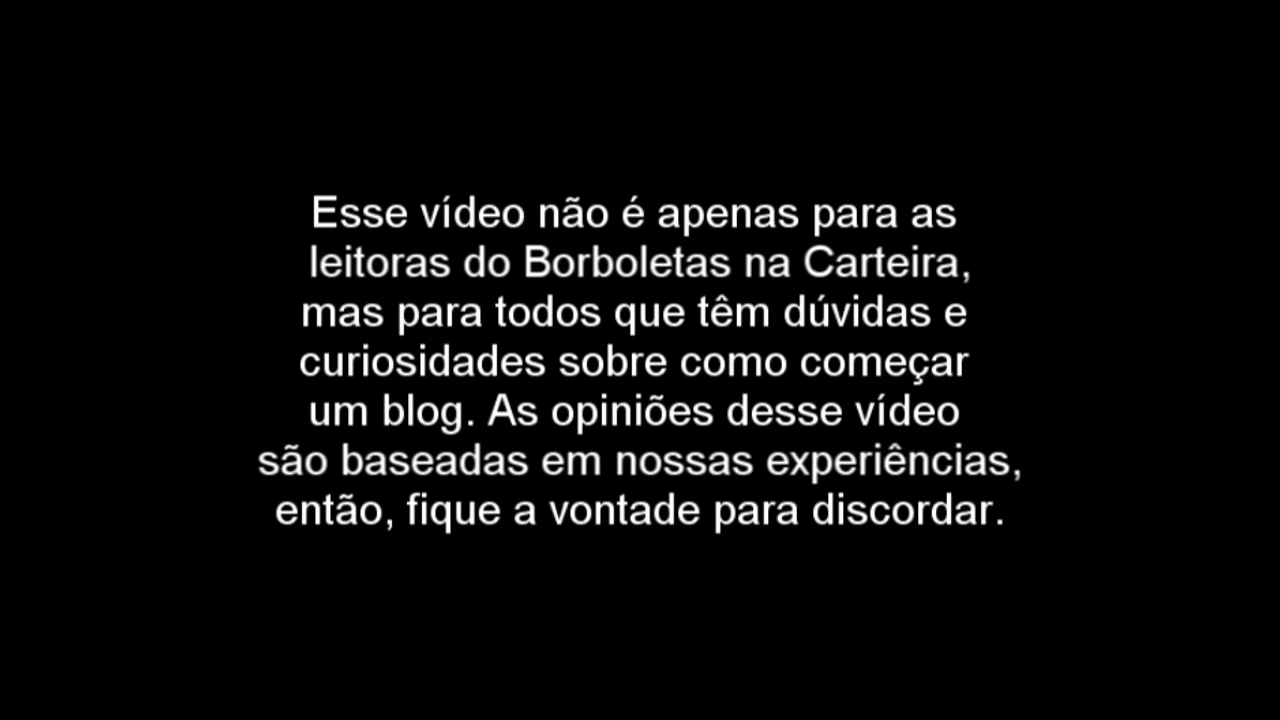 Esse vídeo não é apenas para as
leitoras do Borboletas na Carteira,
mas para todos que têm dúvidas e
curiosidades sobre como começar
um blog. As opiniões desse vídeo
são baseadas em nossas experiências,
então, fique a vontade para discordar.